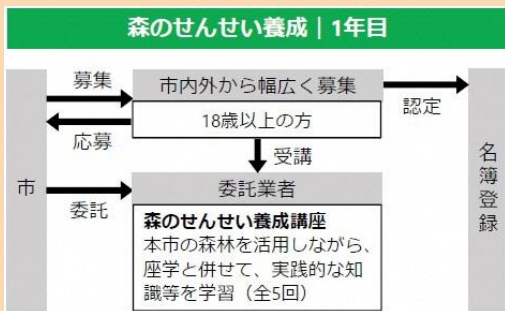 森のせんせい養成｜1年目
募集
市内外から幅広く募集
認定
18歳以上の方
応募
受講
市
委託業者
委託
森のせんせい養成講座
本市の森林を活用しながら、
座学と併せて、実践的な知
識等を学習（全5回）
名簿登録